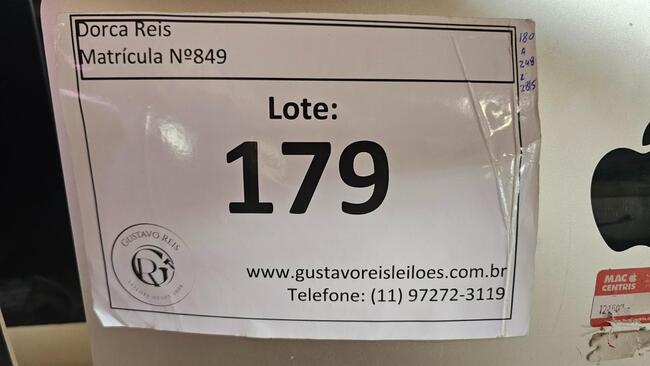 Dorca Reis
Matrícula Nº849
180
A
248
Lote:
179
GUSTAVO REIS
GR
www.gustavoreisleiloes.com.br
Telefone: (11) 97272-3119
MAC
CENTRIS